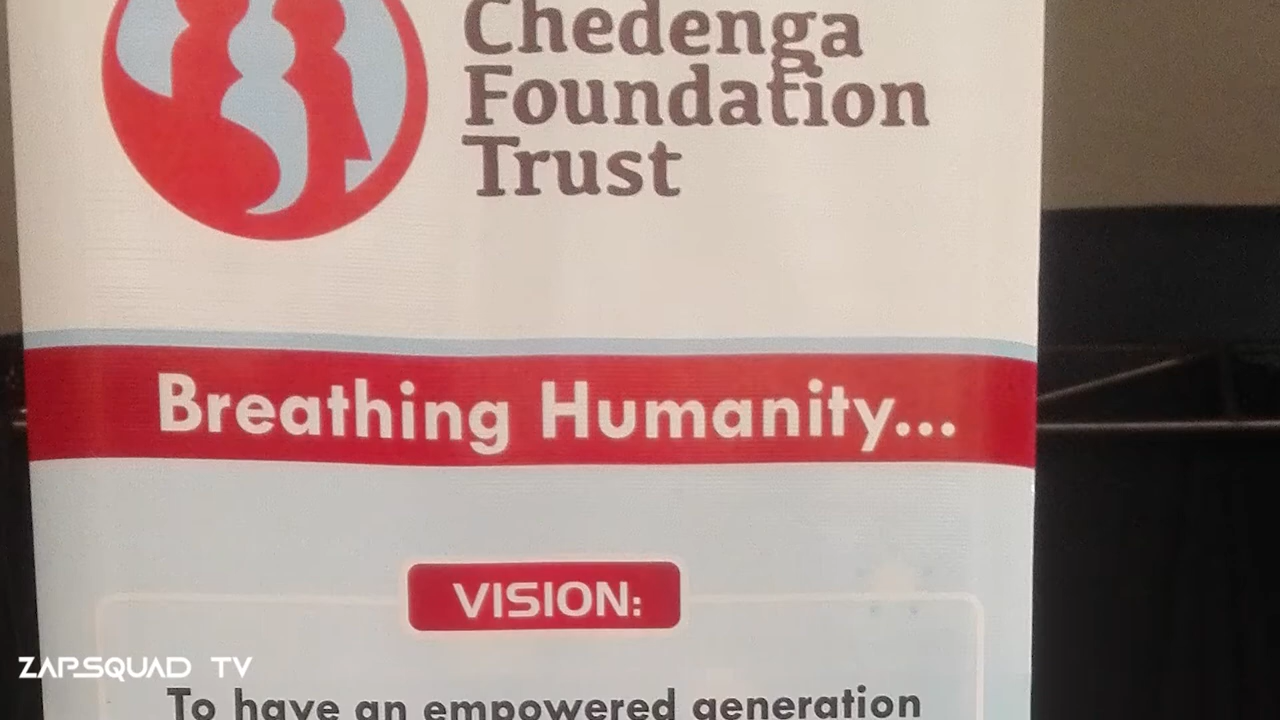 Chedenga
Foundation
Trust
Breathing Humanity...
VISION:
To have an empowered generation
ZAPSQUAD TV